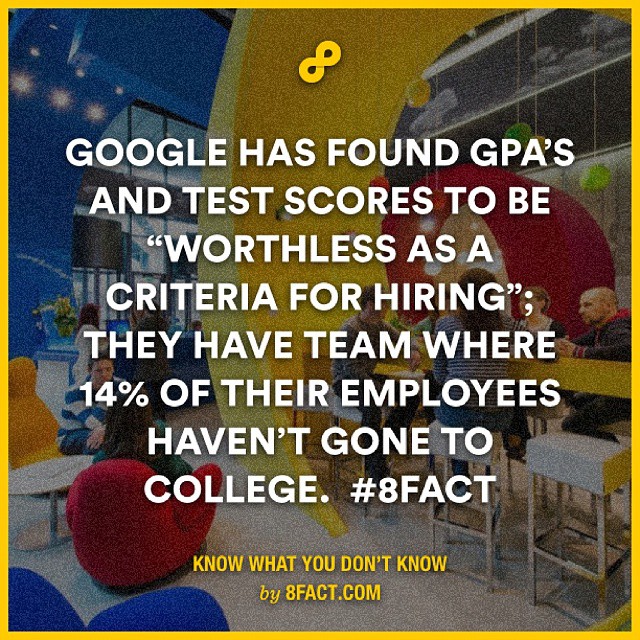 GOOGLE HAS FOUND GPA'S
AND TEST SCORES TO BE
“WORTHLESS AS A
CRITERIA FOR HIRING”;
THEY HAVE TEAM WHERE
14% OF THEIR EMPLOYEES
HAVEN'T GONE TO
COLLEGE. #8FACT
KNOW WHAT YOU DON'T KNOW
by 8FACT.COM